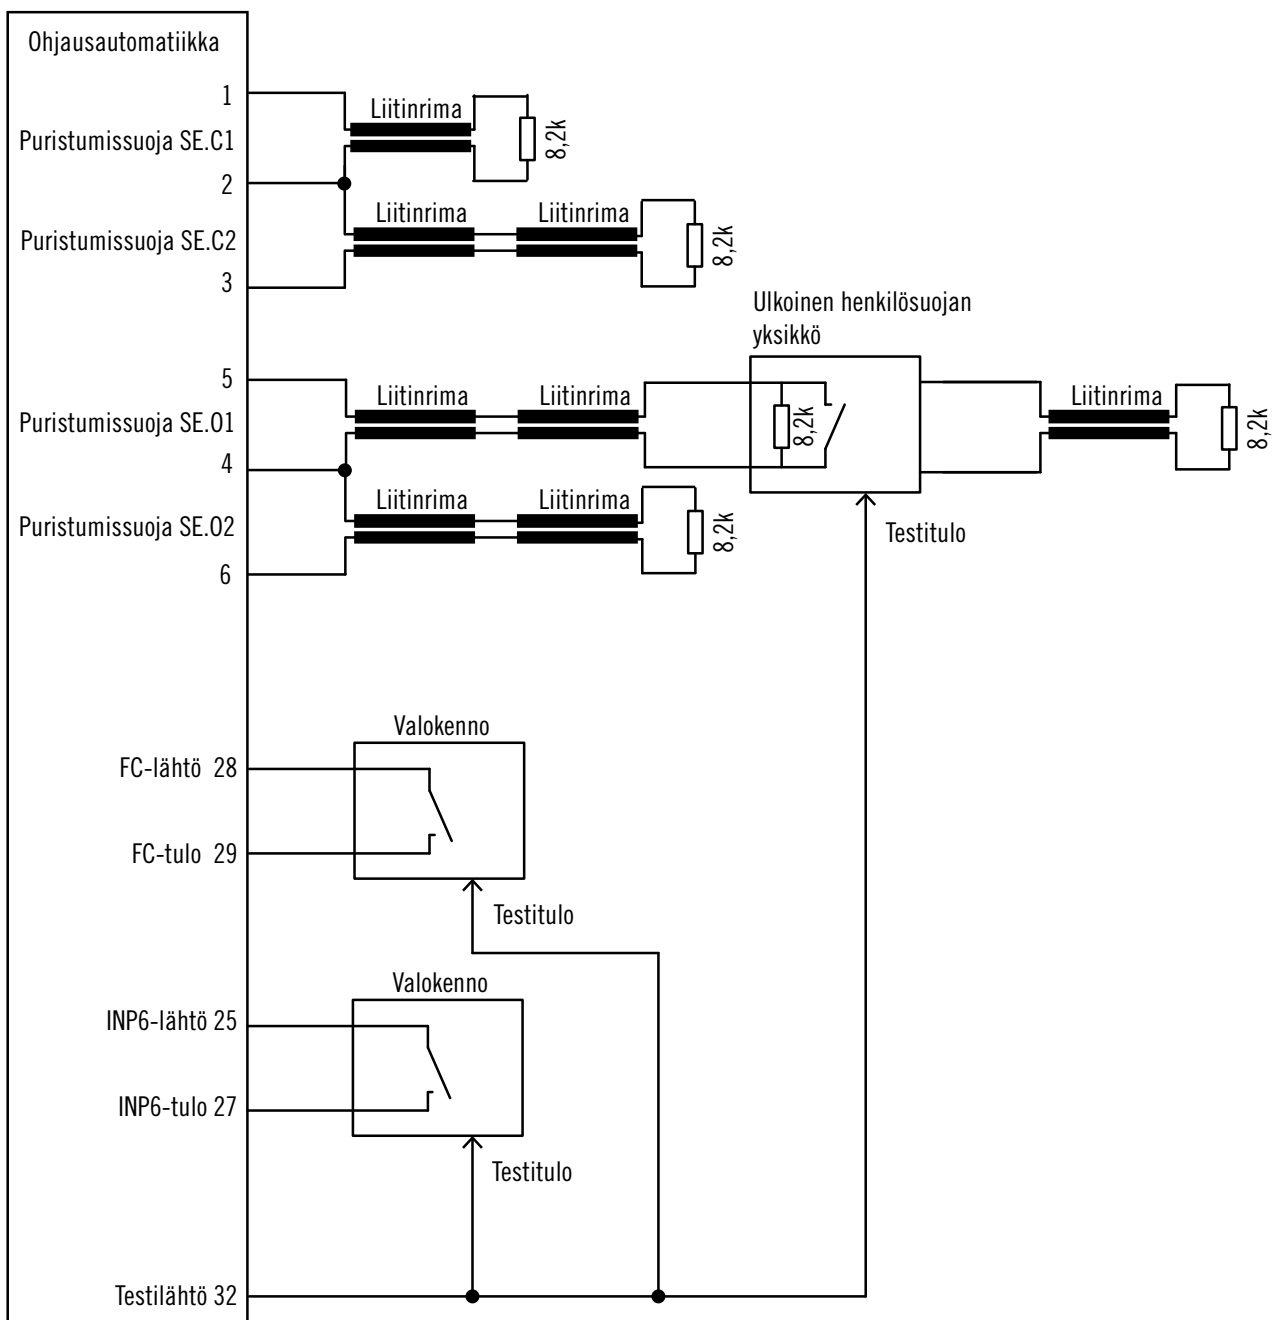 Ohjausautomatiikka
1
Liitinrima
8,2k
Puristumissuoja SE.C1
2
Liitinrima
Liitinrima
8,2k
Puristumissuoja SE.C2
3
Ulkoinen henkilösuojan
yksikkö
5
Liitinrima
Liitinrima
8,2k
Liitinrima
8,2k
Puristumissuoja SE.O1
4
Liitinrima
Liitinrima
8,2k
Puristumissuoja SE.O2
Testitulo
6
Valokenno
FC-lähtö 28
FC-tulo 29
Testitulo
Valokenno
INP6-lähtö 25
INP6-tulo 27
Testitulo
Testilähtö 32